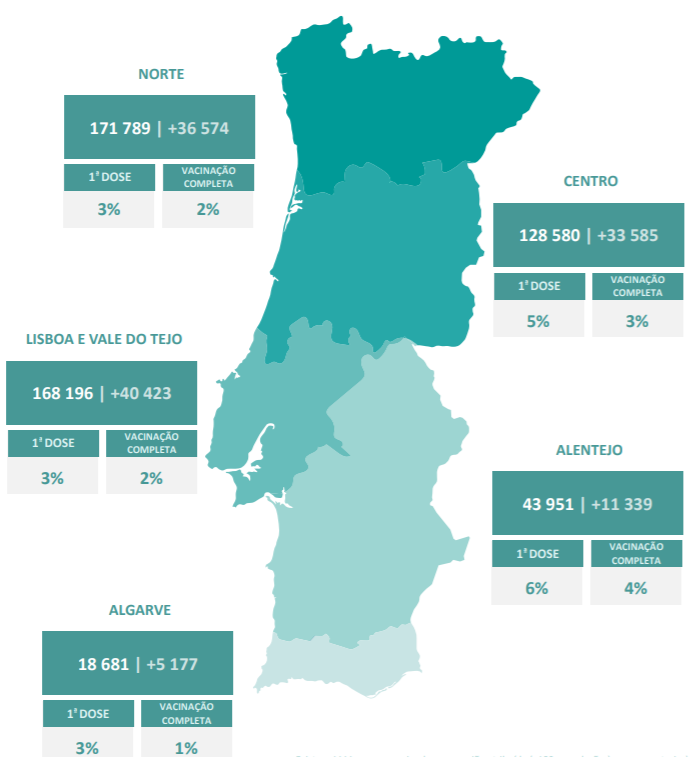 NORTE
171 789 | +36 574
1ª DOSE
VACINAÇÃO
COMPLETA
3%
2%
CENTRO
128 580 | +33 585
1ª DOSE
VACINAÇÃO
COMPLETA
5%
3%
LISBOA E VALE DO TEJO
168 196 | +40 423
1ª DOSE
VACINAÇÃO
COMPLETA
3%
2%
ALENTEJO
43 951 | +11 339
1ª DOSE
VACINAÇÃO
COMPLETA
6%
4%
ALGARVE
18 681 | +5 177
1ª DOSE
VACINAÇÃO
COMPLETA
3%
1%